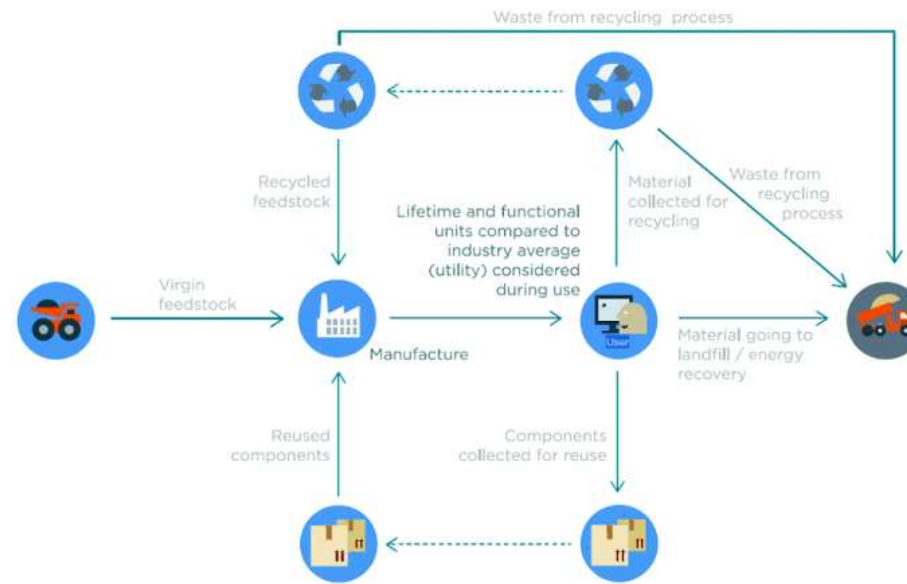 Waste from recycling process
Recycled
feedstock
Lifetime and functional
units compared to
industry average
(utility) considered
during use
Material
collected for
recycling
Waste from
recycling
process
Virgin
feedstock
Manufacture
User
Material going to
landfill / energy
recovery
Reused
components
Components
collected for reuse